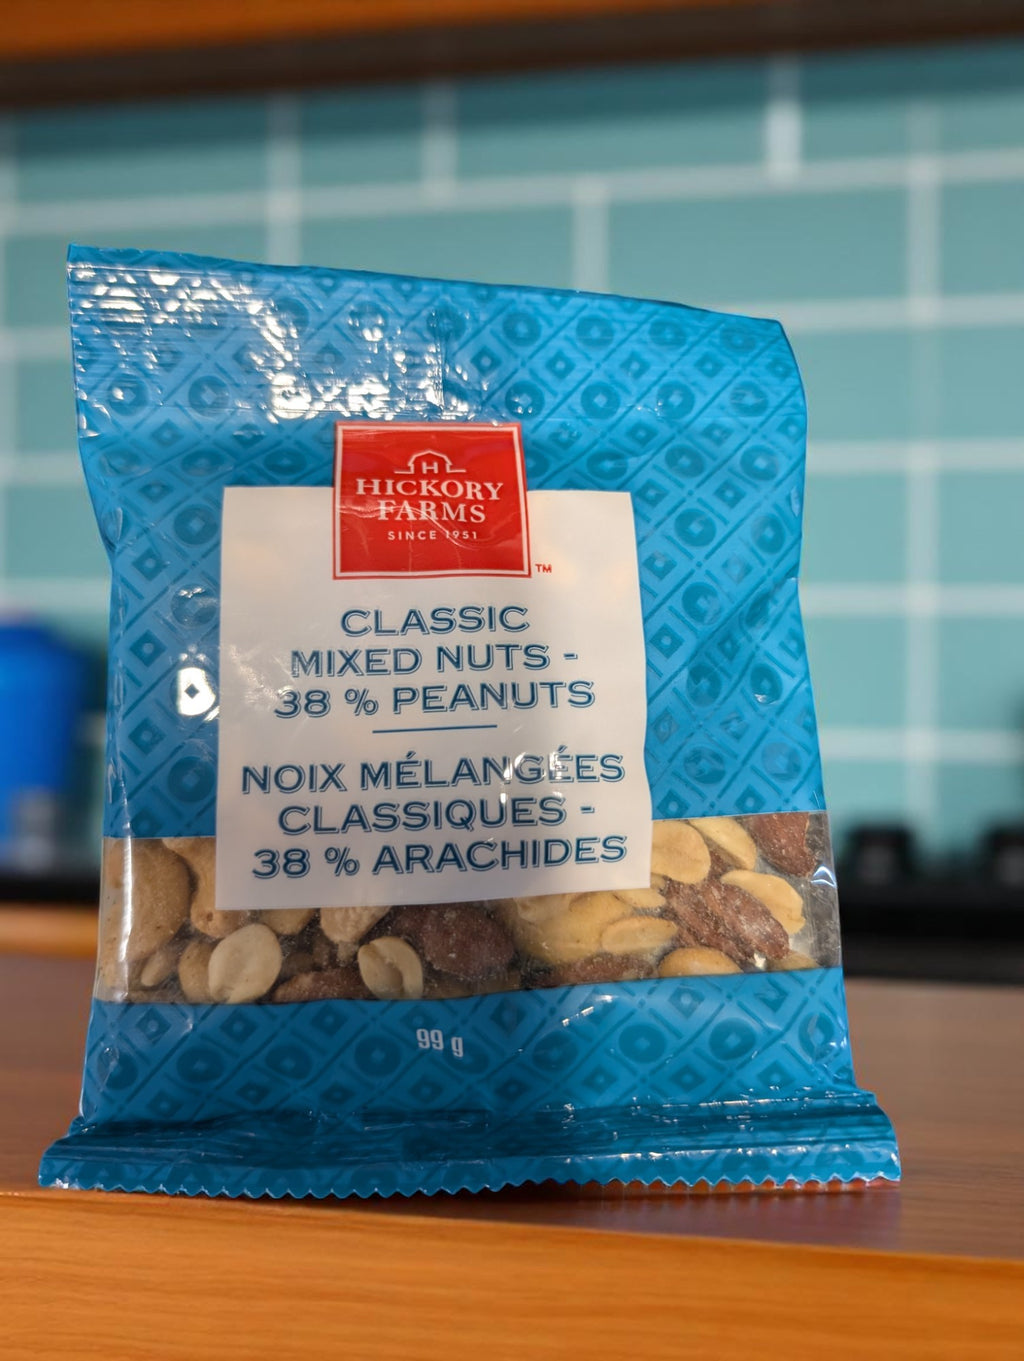 H
HICKORY
FARMS
SINCE 1951
TM
CLASSIC
MIXED NUTS -
38 % PEANUTS
NOIX MÉLANGÉES
CLASSIQUES -
38 % ARACHIDES
99 g